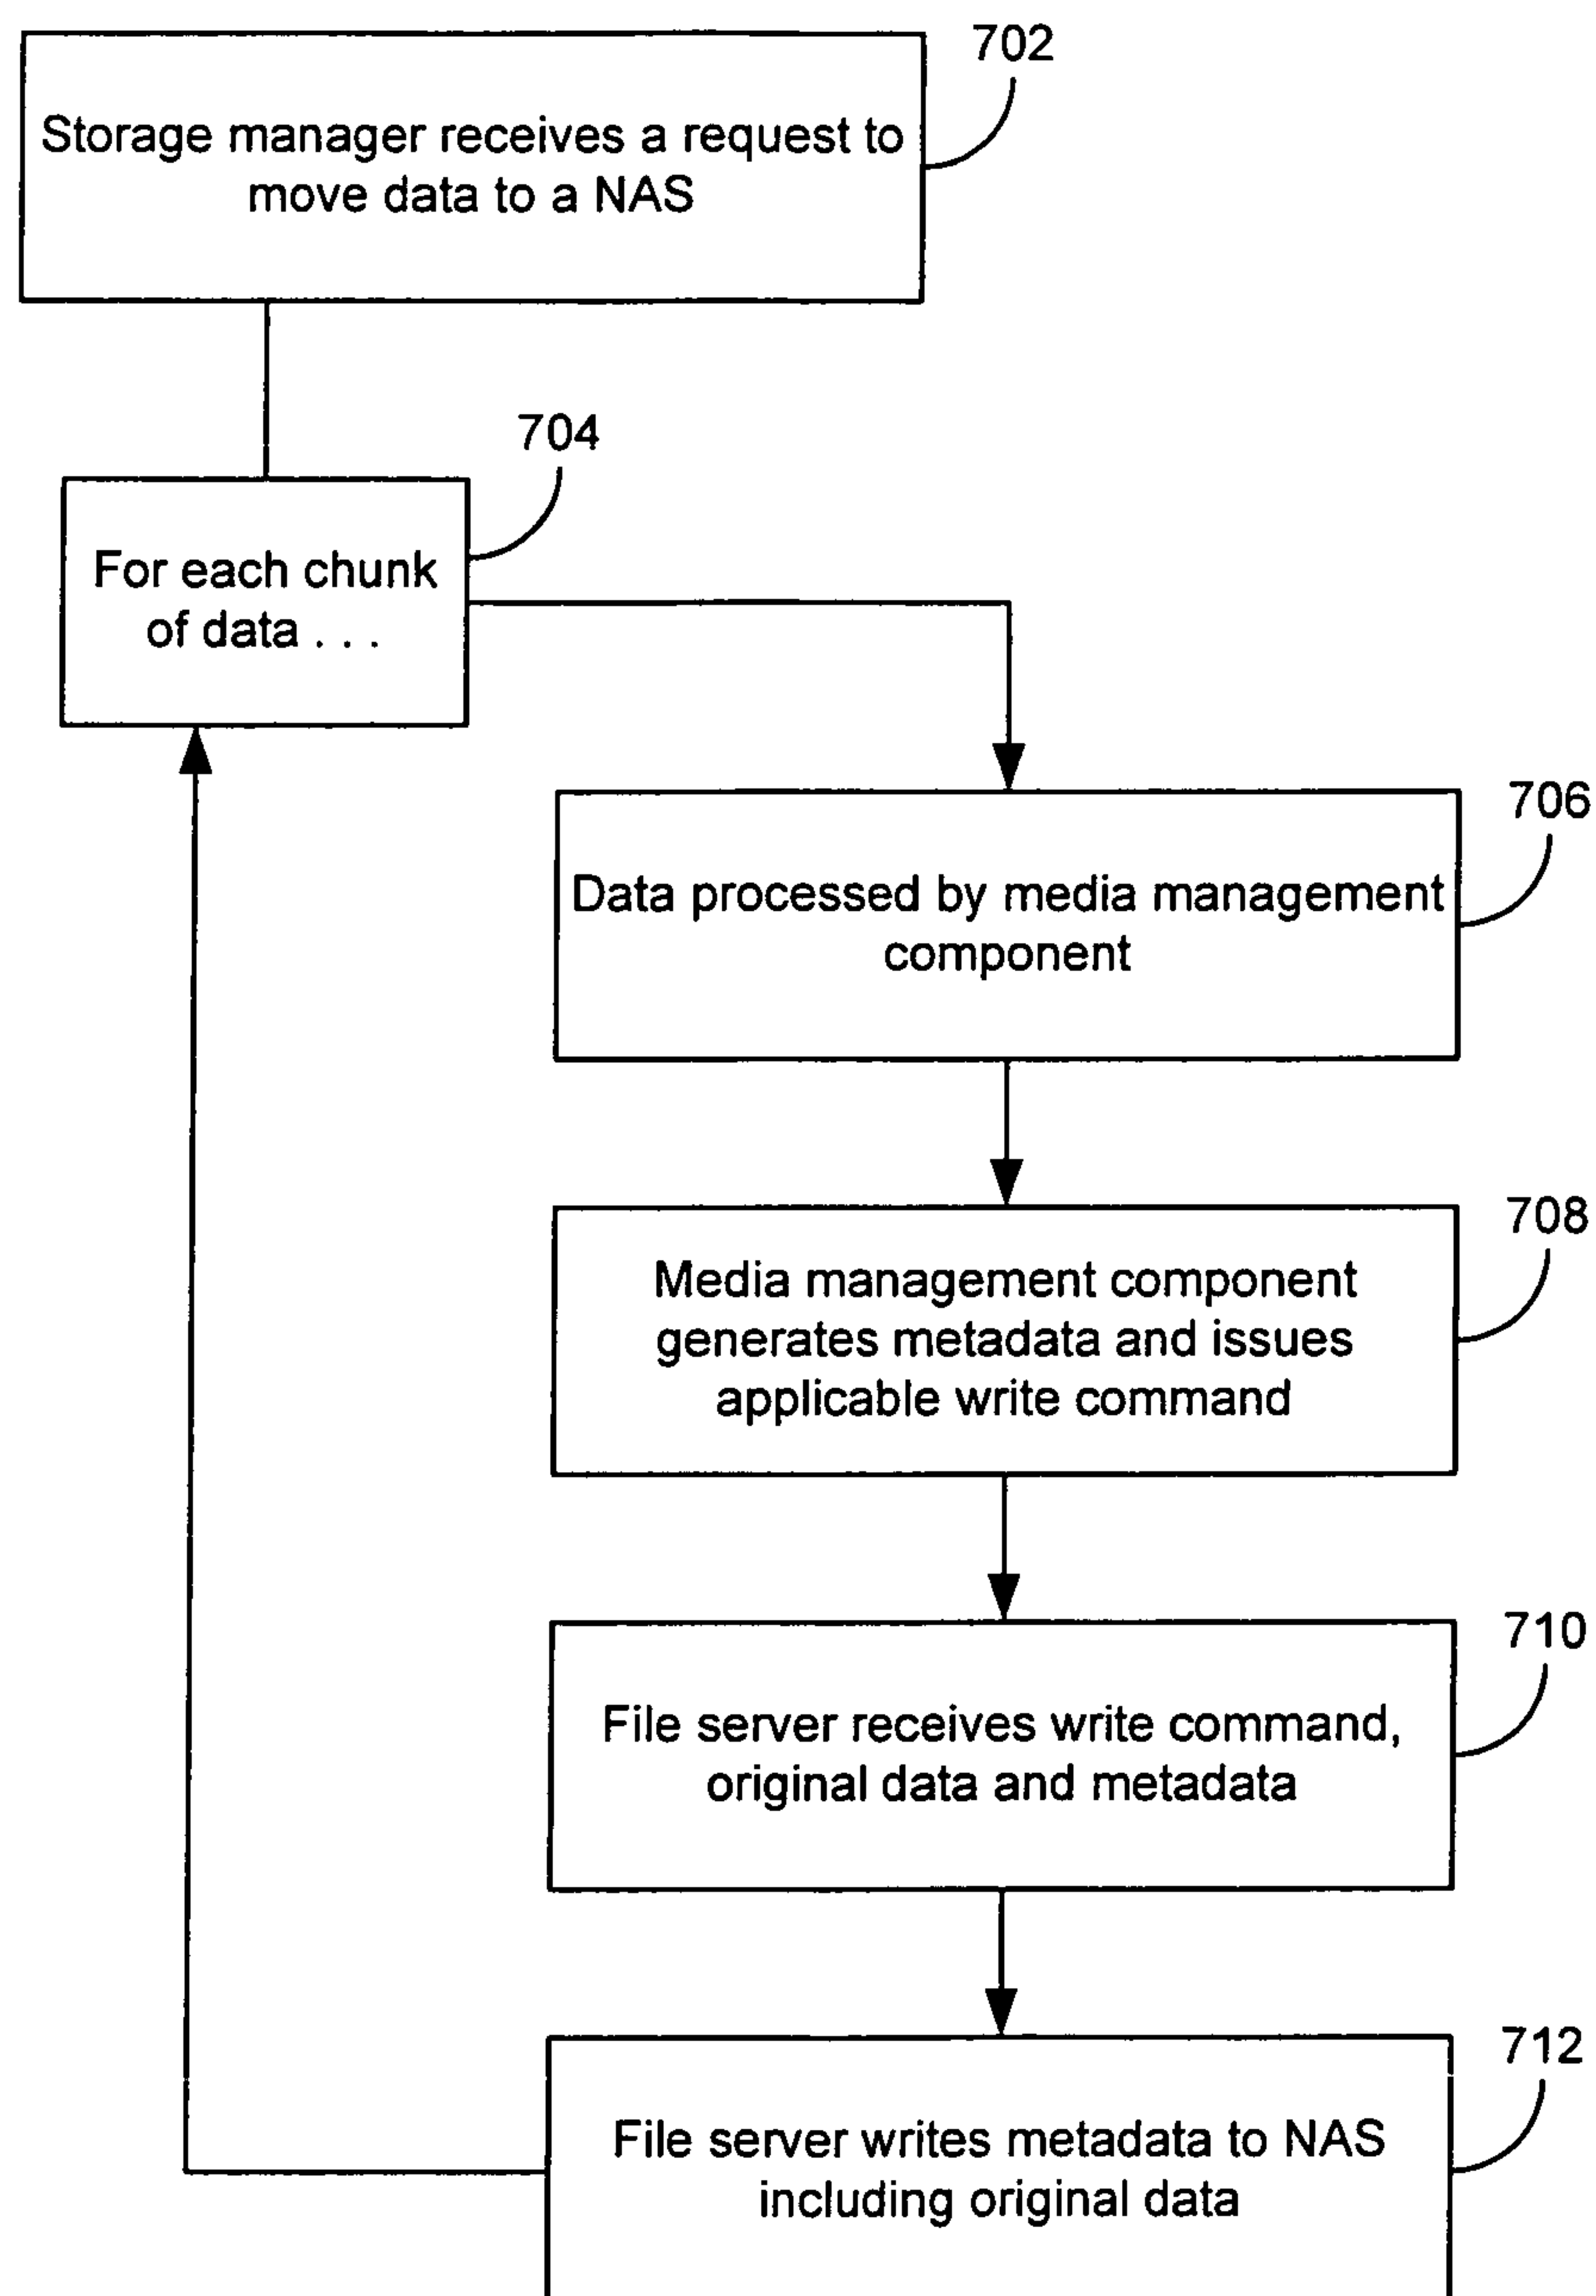 702
Storage manager receives a request to
move data to a NAS
704
For each chunk
of data . . .
706
Data processed by media management
component
708
Media management component
generates metadata and issues
applicable write command
710
File server receives write command,
original data and metadata
712
File server writes metadata to NAS
including original data